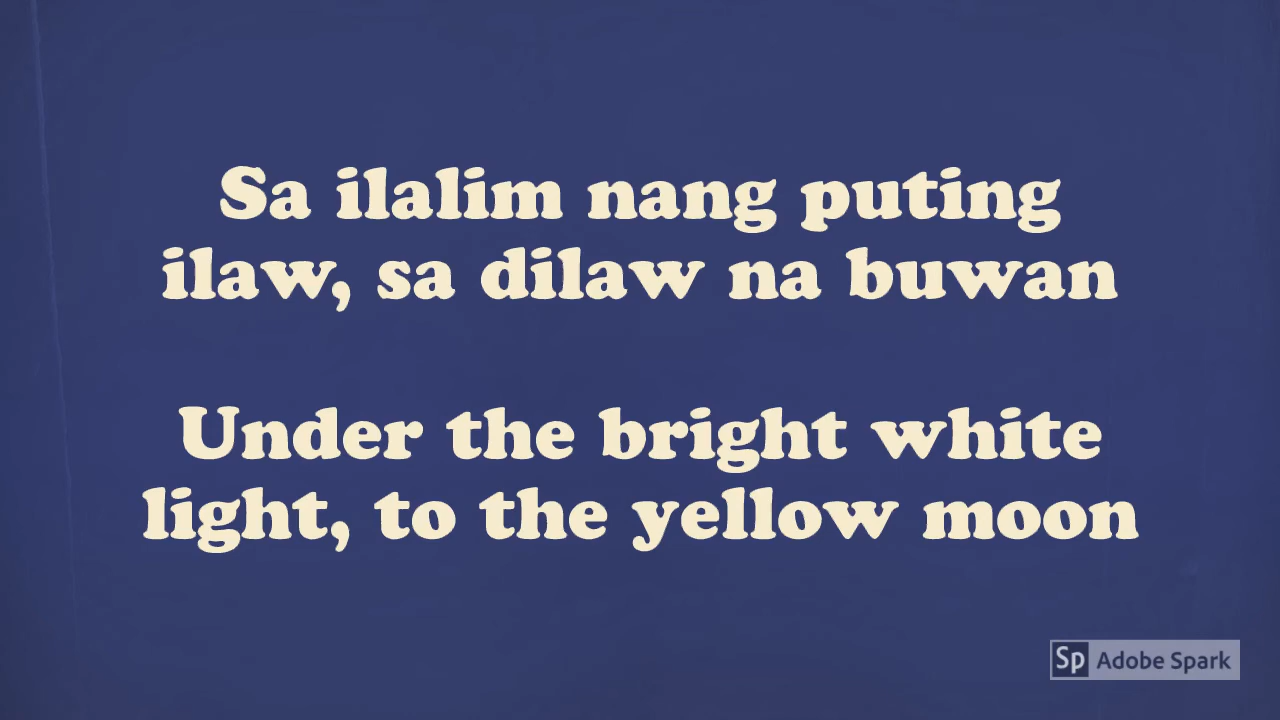 Sa ilalim nang puting
ilaw, sa dilaw na buwan
Under the bright white
light, to the yellow moon
Sp Adobe Spark